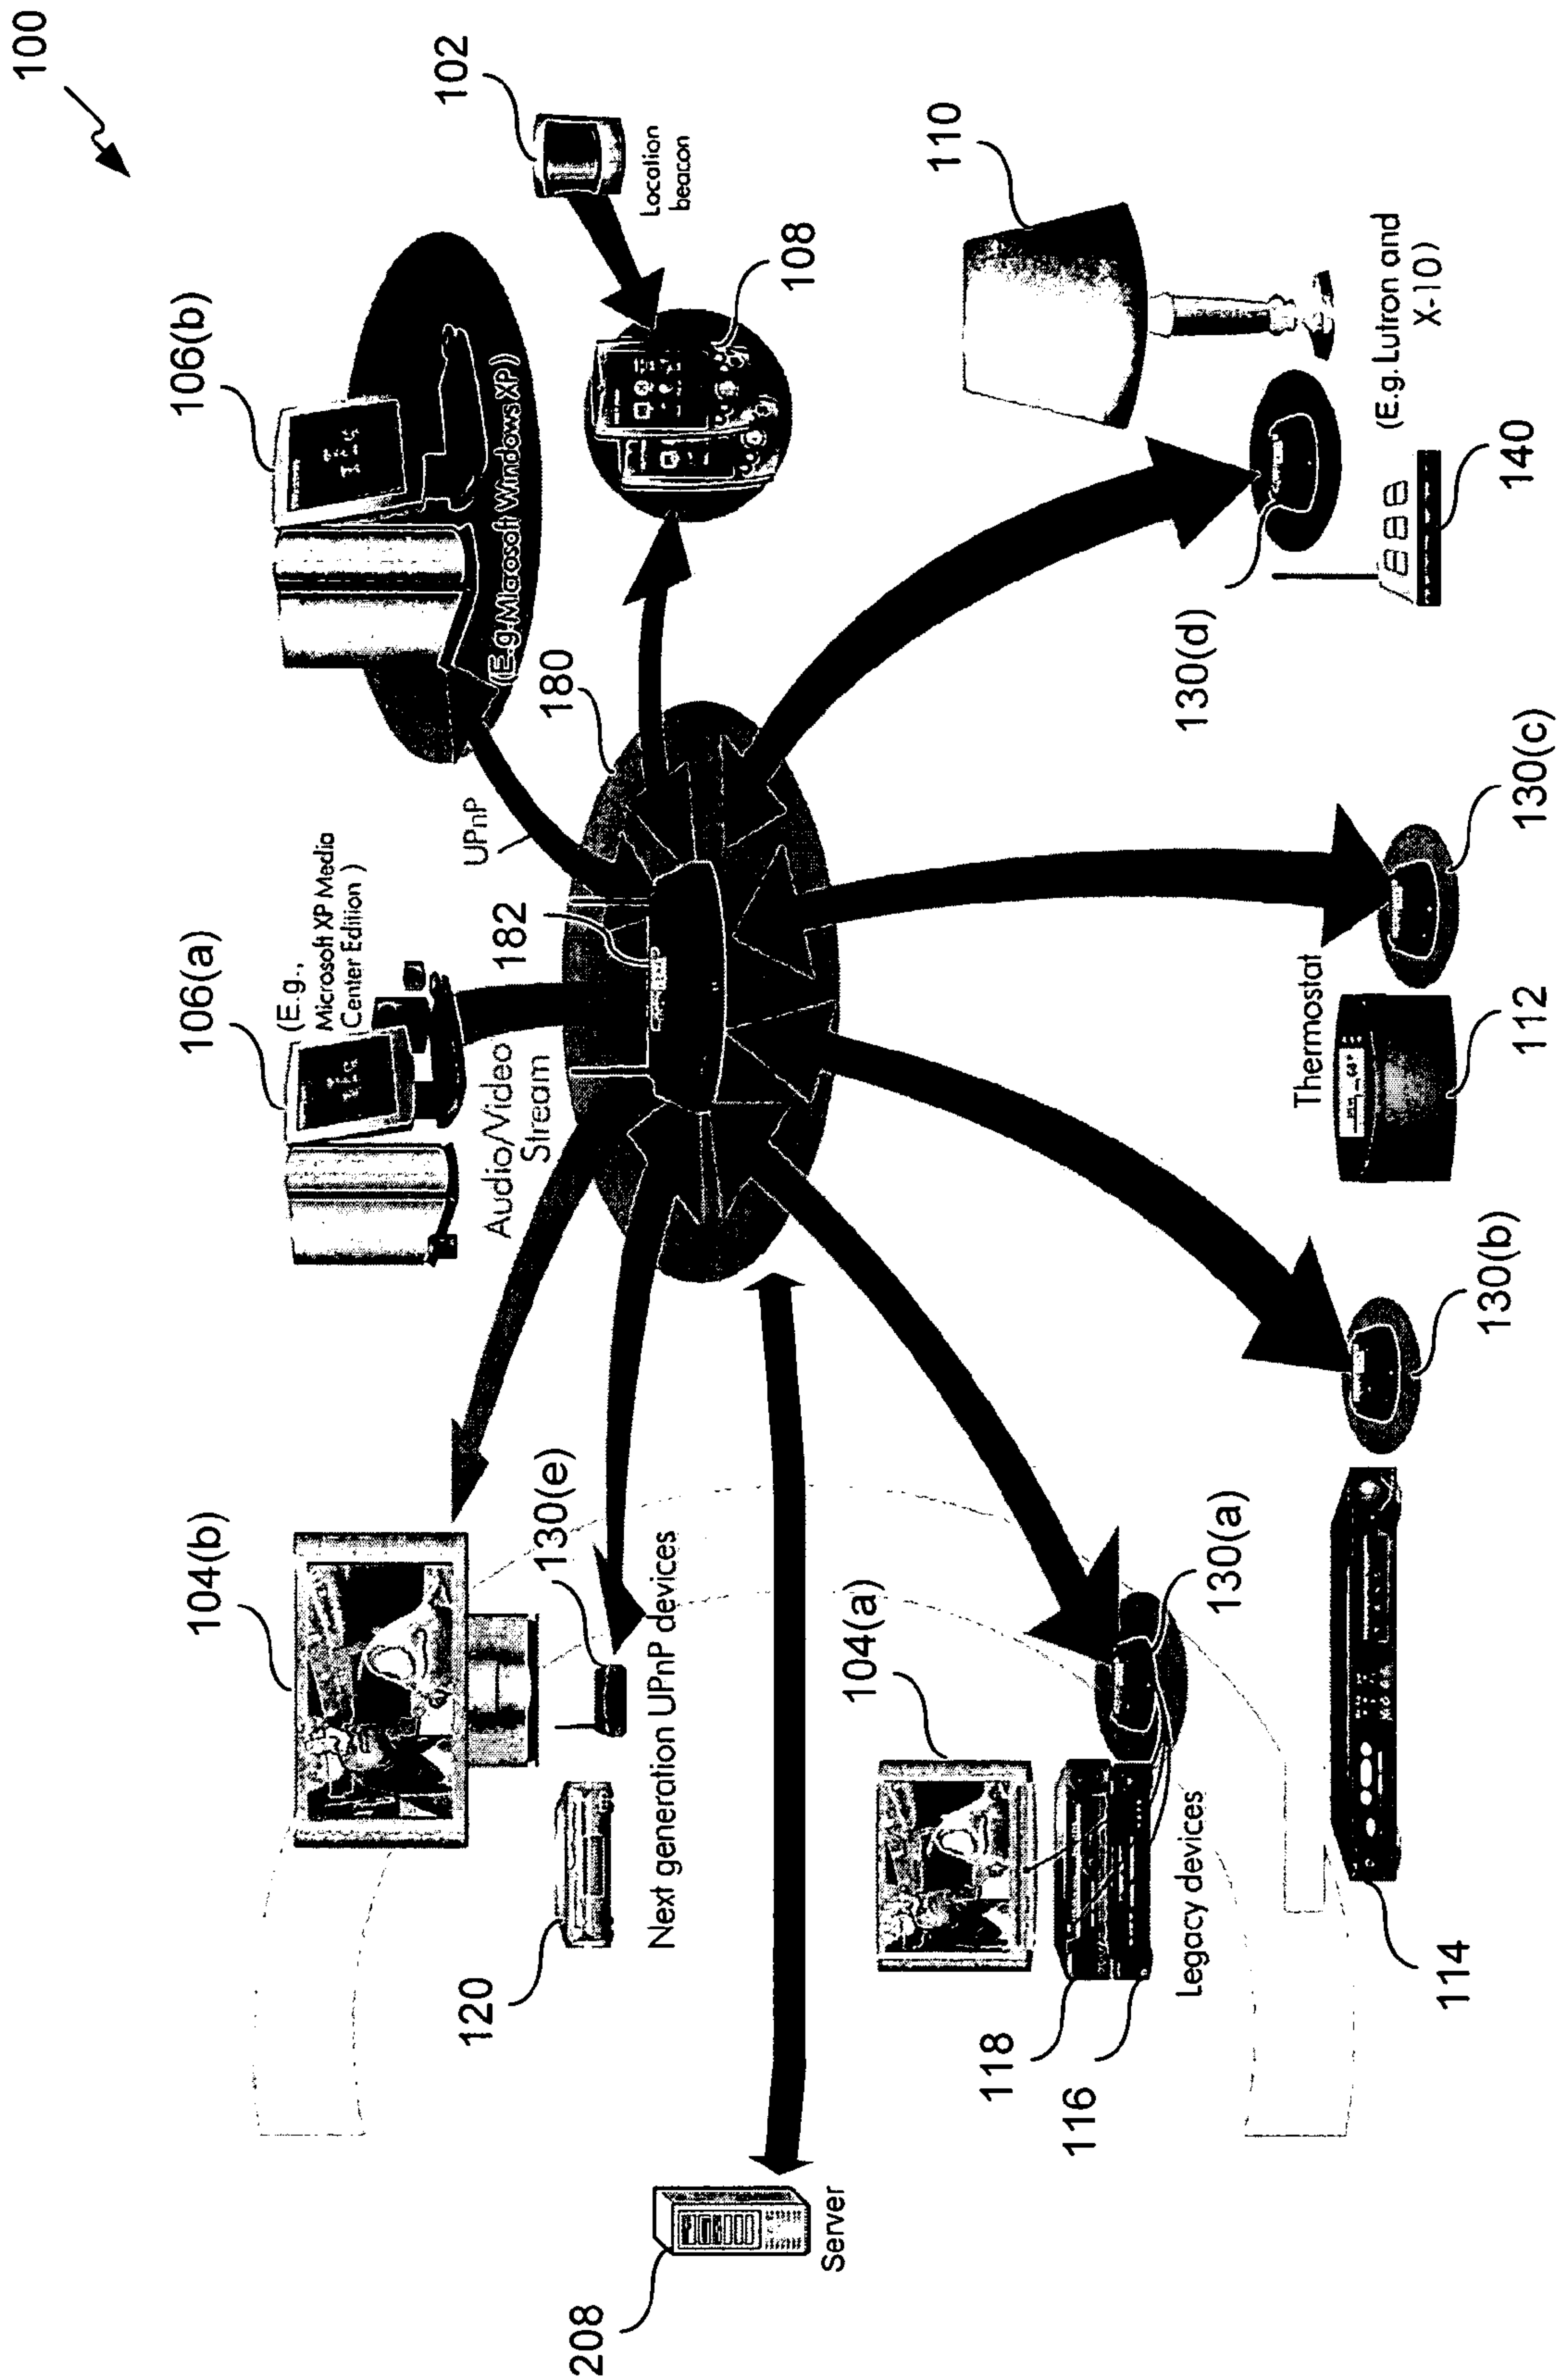 100
106(b)
102
Location
beacon
(E.g. Microsoft Windows XP)
108
110
(E.g. Lutron and
X-10)
140
130(d)
180
UPnP
106(a)
(E.g.,
Microsoft XP Media
Center Edition )
182
Audio/Video
Stream
130(c)
Thermostat
112
130(b)
104(b)
130(e)
Next generation UPnP devices
120
104(a)
130(a)
Legacy devices
118
116
114
208
Server